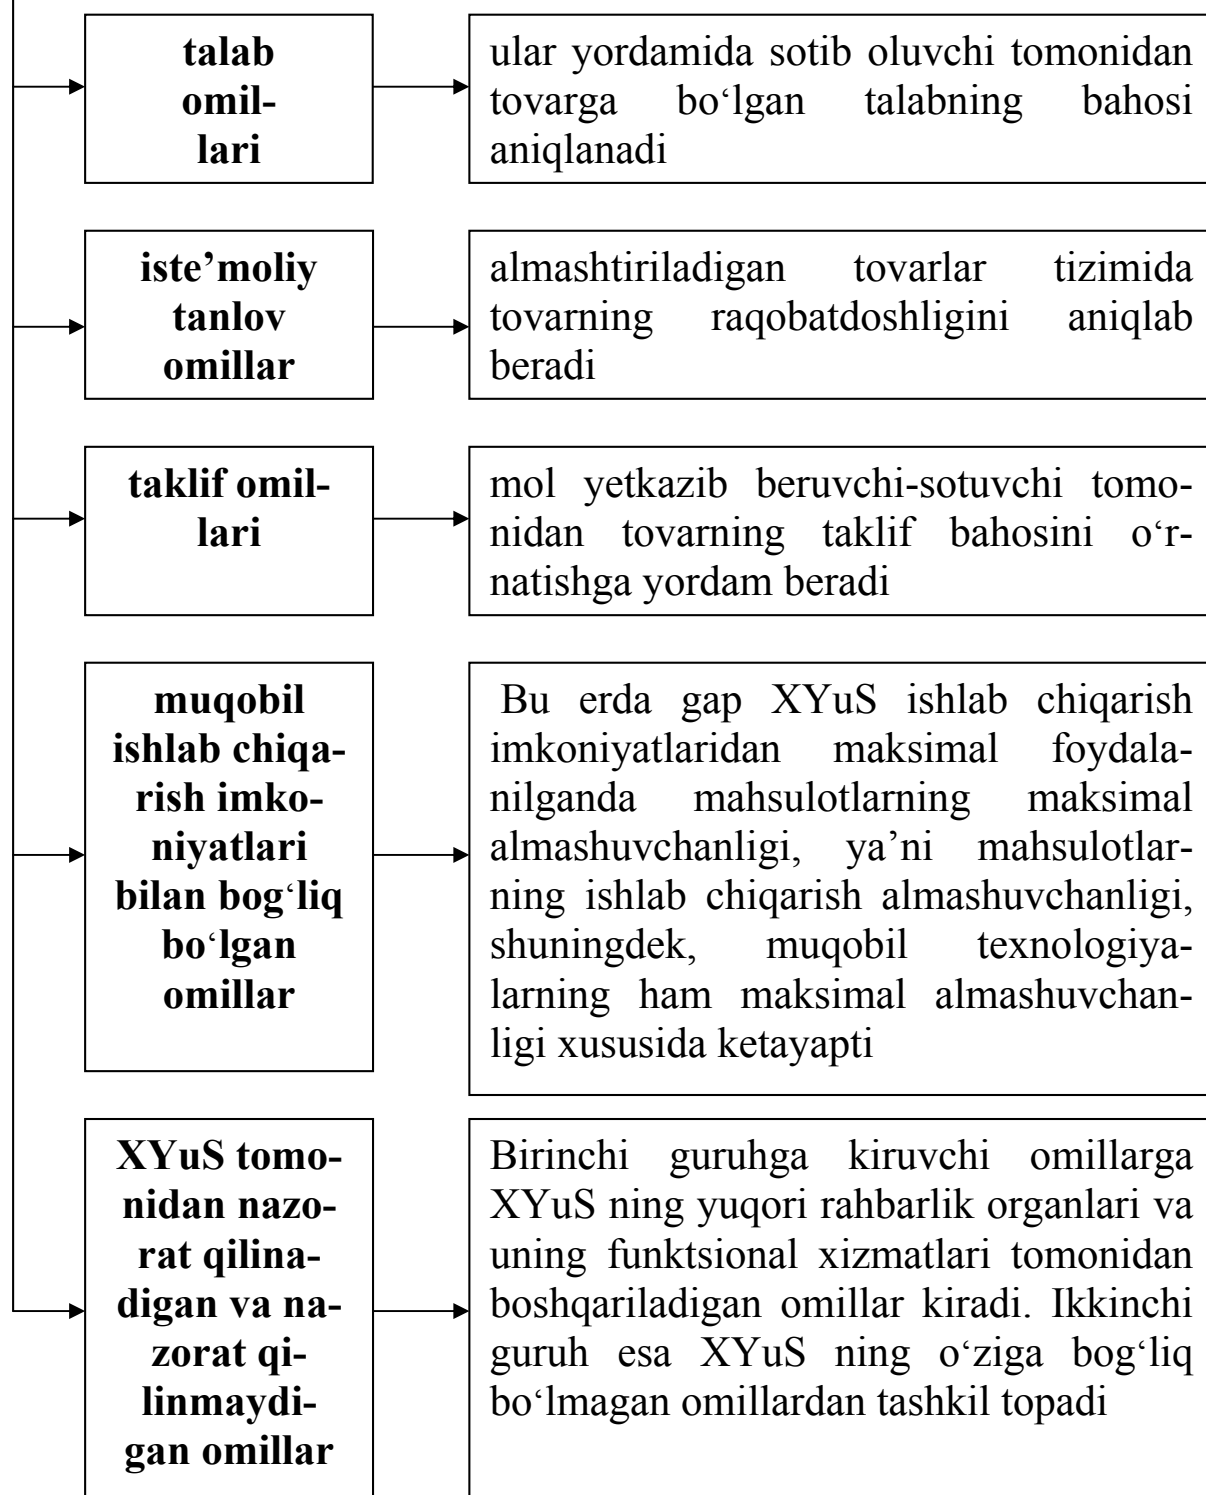 talab
omil-
lari
ular yordamida sotib oluvchi tomonidan
tovarga bo‘lgan talabning bahosi
aniqlanadi
iste’moliy
tanlov
omillar
almashtiriladigan tovarlar tizimida
tovarning raqobatdoshligini aniqlab
beradi
taklif omil-
lari
mol yetkazib beruvchi-sotuvchi tomo-
nidan tovarning taklif bahosini o‘r-
natishga yordam beradi
muqobil
ishlab chiqa-
rish imko-
niyatlari
bilan bog‘liq
bo‘lgan
omillar
Bu erda gap XYuS ishlab chiqarish
imkoniyatlaridan maksimal foydala-
nilganda mahsulotlarning maksimal
almashuvchanligi, ya’ni mahsulotlar-
ning ishlab chiqarish almashuvchanligi,
shuningdek, muqobil texnologiya-
larning ham maksimal almashuvchan-
ligi xususida ketayapti
XYuS tomo-
nidan nazo-
rat qilina-
digan va na-
zorat qi-
linmaydi-
gan omillar
Birinchi guruhga kiruvchi omillarga
XYuS ning yuqori rahbarlik organlari va
uning funktsional xizmatlari tomonidan
boshqariladigan omillar kiradi. Ikkinchi
guruh esa XYuS ning o‘ziga bog‘liq
bo‘lmagan omillardan tashkil topadi